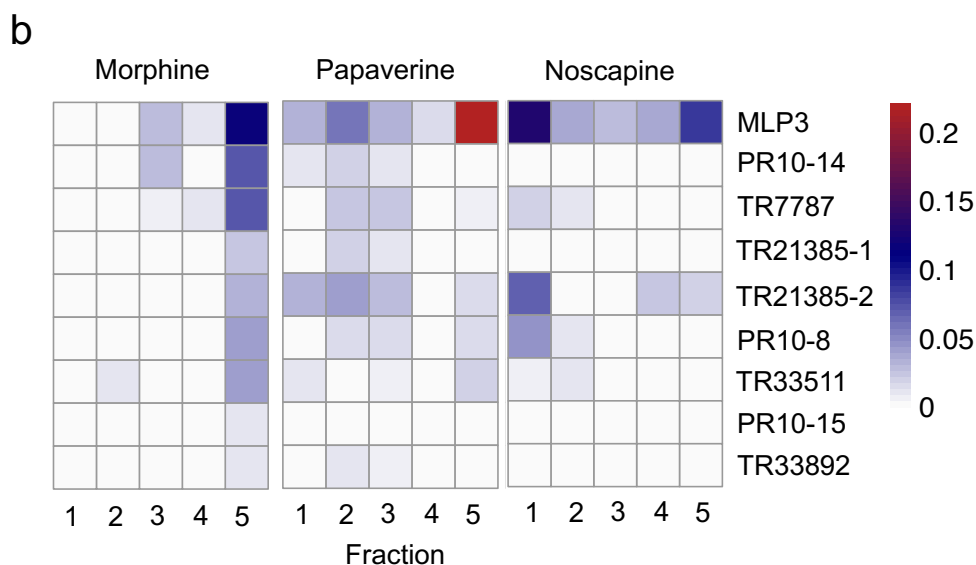 b
Morphine Papaverine Noscapine
MLP3
PR10-14
TR7787
TR21385-1
TR21385-2
PR10-8
TR33511
PR10-15
TR33892
0.2
0.15
0.1
0.05
0
1 2 3 4 5 1 2 3 4 5 1 2 3 4 5
Fraction